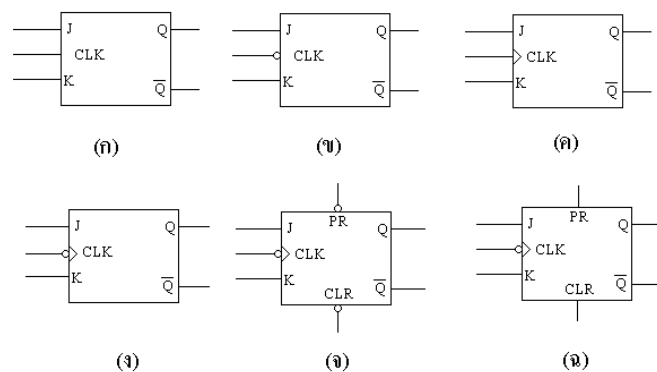 J Q J Q J Q
CLK CLK CLK
K Q̅ K Q̅ K Q̅
(ก) (ข) (ค)
PR PR
J Q J Q J Q
CLK CLK CLK
K Q̅ K CLR Q̅ K CLR Q̅
(ง) (จ) (ฉ)